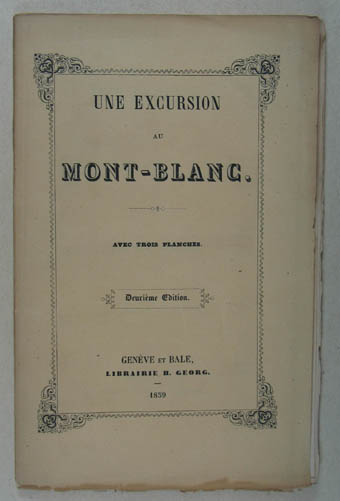 UNE EXCURSION
AU
MONT-BLANC.
AVEC TROIS PLANCHES.
Deuxième Edition.
GENÈVE ET BALE,
LIBRAIRIE H. GEORG.
1859